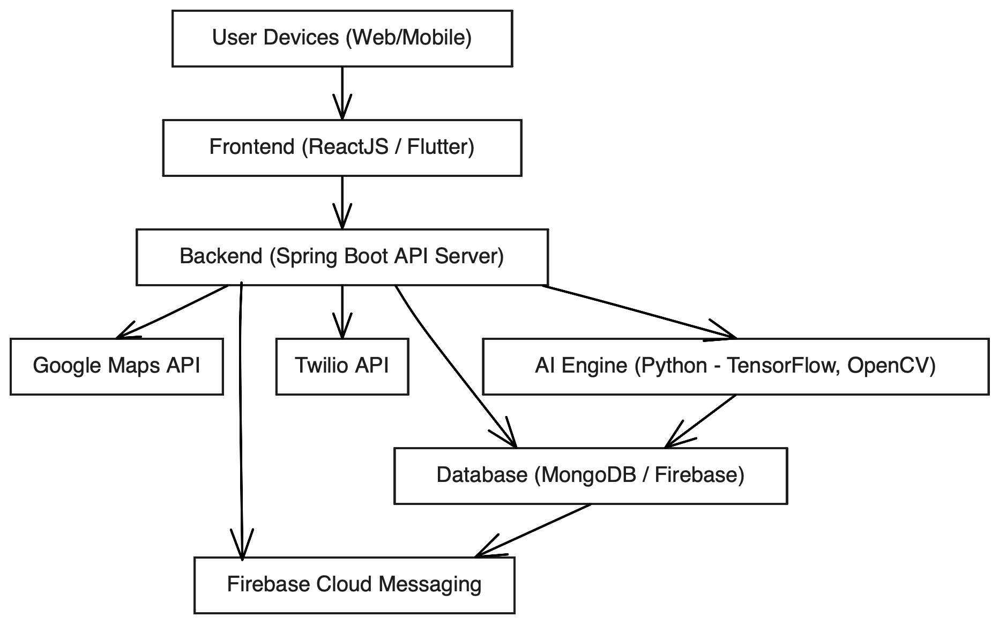 User Devices (Web/Mobile)
Frontend (ReactJS / Flutter)
Backend (Spring Boot API Server)
Google Maps API
Twilio API
AI Engine (Python - TensorFlow, OpenCV)
Database (MongoDB / Firebase)
Firebase Cloud Messaging